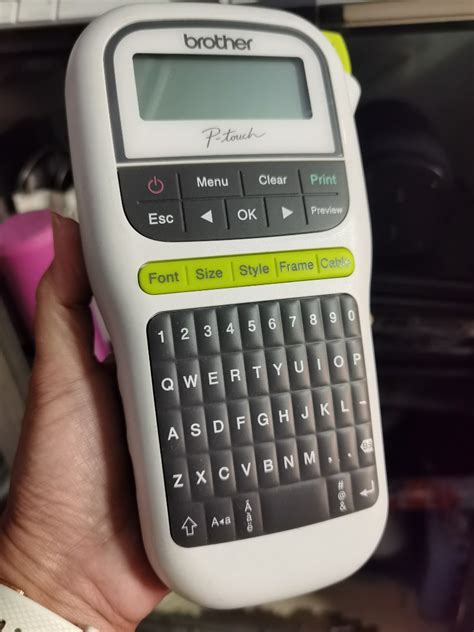 brother
P-touch
Menu Clear Print
Esc ◀ OK ▶ Preview
Font Size Style Frame Cable
1 2 3 4 5 6 7 8 9 0
Q W E R T Y U I O P
A S D F G H J K L -
Z X C V B N M , .
A◂a Âäë #@&